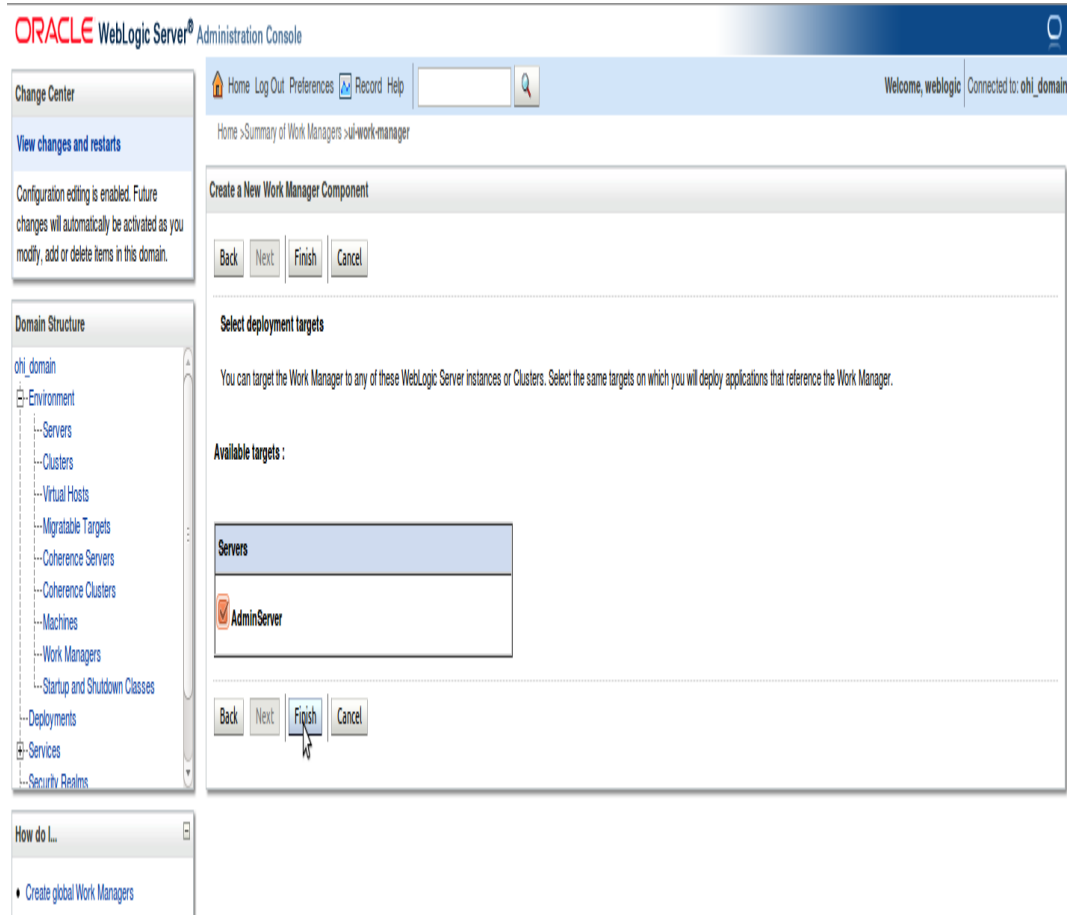 ORACLE WebLogic Server® Administration Console
Change Center
View changes and restarts
Configuration editing is enabled. Future
changes will automatically be activated as you
modify, add or delete items in this domain.
Domain Structure
ohi_domain
Environment
Servers
Clusters
Virtual Hosts
Migratable Targets
Coherence Servers
Coherence Clusters
Machines
Work Managers
Startup and Shutdown Classes
Deployments
Services
Security Realms
How do I...
Create global Work Managers
Home Log Out Preferences Record Help
Welcome, weblogic Connected to: ohi_domain
Home >Summary of Work Managers >ui-work-manager
Create a New Work Manager Component
Back Next Finish Cancel
Select deployment targets
You can target the Work Manager to any of these WebLogic Server instances or Clusters. Select the same targets on which you will deploy applications that reference the Work Manager.
Available targets :
Servers
AdminServer
Back Next Finish Cancel